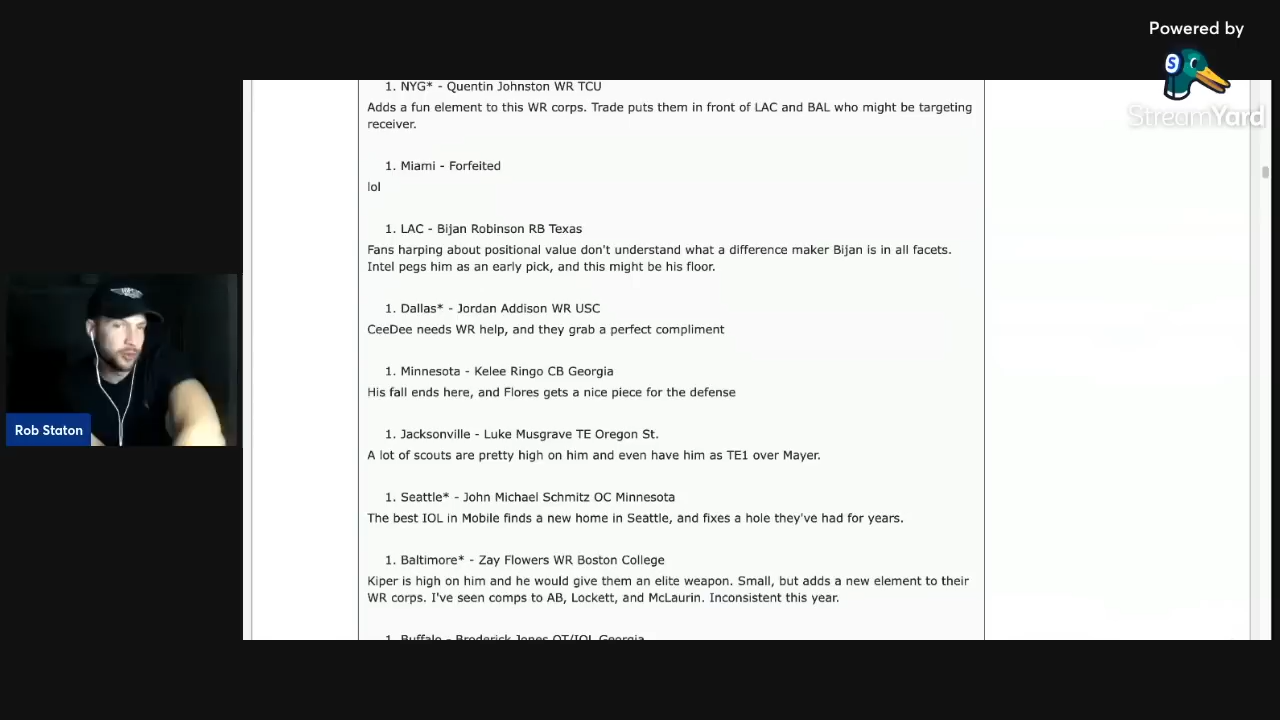 Powered by
S
StreamYard
1. NYG* - Quentin Johnston WR TCU
Adds a fun element to this WR corps. Trade puts them in front of LAC and BAL who might be targeting
receiver.
1. Miami - Forfeited
lol
1. LAC - Bijan Robinson RB Texas
Fans harping about positional value don't understand what a difference maker Bijan is in all facets.
Intel pegs him as an early pick, and this might be his floor.
1. Dallas* - Jordan Addison WR USC
CeeDee needs WR help, and they grab a perfect compliment
1. Minnesota - Kelee Ringo CB Georgia
His fall ends here, and Flores gets a nice piece for the defense
1. Jacksonville - Luke Musgrave TE Oregon St.
A lot of scouts are pretty high on him and even have him as TE1 over Mayer.
1. Seattle* - John Michael Schmitz OC Minnesota
The best IOL in Mobile finds a new home in Seattle, and fixes a hole they've had for years.
1. Baltimore* - Zay Flowers WR Boston College
Kiper is high on him and he would give them an elite weapon. Small, but adds a new element to their
WR corps. I've seen comps to AB, Lockett, and McLaurin. Inconsistent this year.
1. Buffalo - Broderick Jones OT/IOL Georgia
Rob Staton